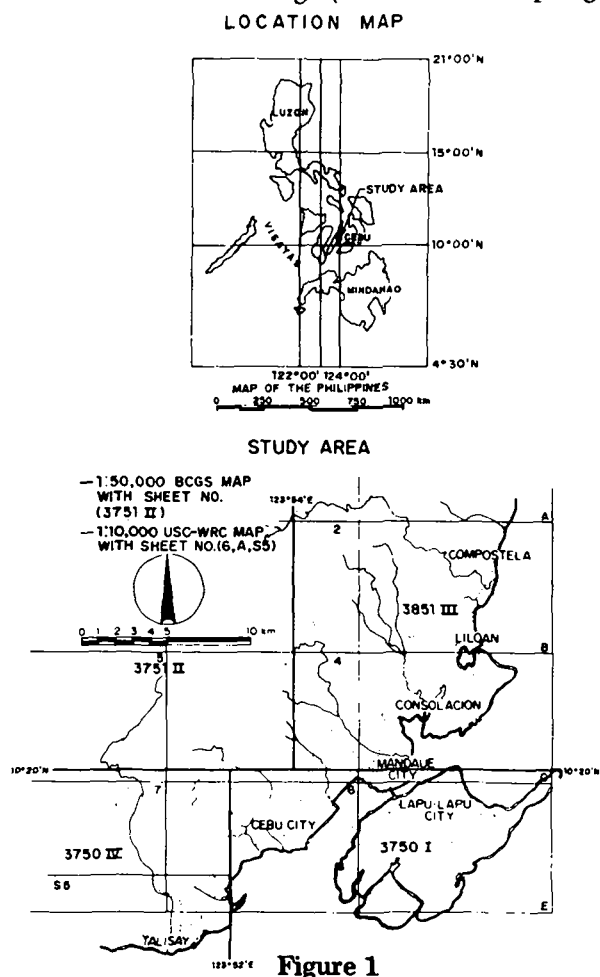 LOCATION MAP
21°00'N
LUZON
15°00'N
STUDY AREA
VISAYAS
CEBU
10°00'N
MINDANAO
4°30'N
122°00' 124°00'
MAP OF THE PHILIPPINES
0 250 500 750 1000 km
STUDY AREA
1:50,000 BCGS MAP
WITH SHEET NO.
(3751 II)
1:10,000 USC-WRC MAP
WITH SHEET NO.(6,A,S5)
123°54'E
2
A
COMPOSTELA
3851 III
0 1 2 3 4 5 10 km
LILOAN
3751 II
4
B
CONSOLACION
MANDAUE
CITY
10°20'N
10°20'N
7
LAPU-LAPU
CITY
CEBU CITY
3750 IV
3750 I
E
TALISAY
123°52'E
Figure 1